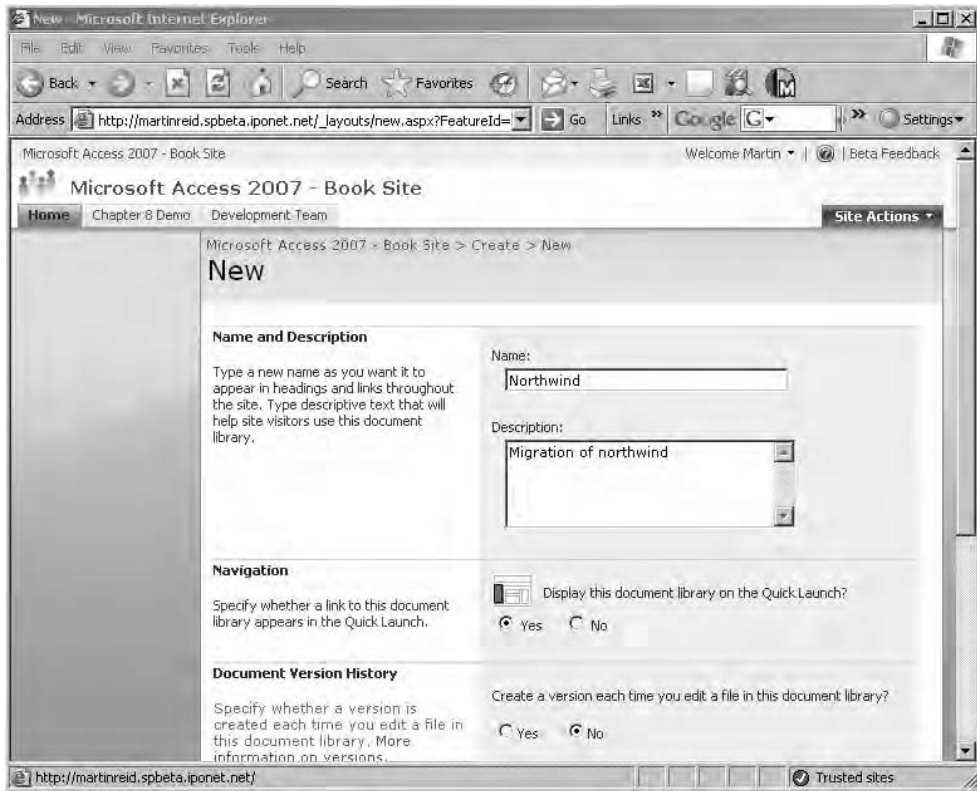 New - Microsoft Internet Explorer
File Edit View Favorites Tools Help
Back Search Favorites
Address http://martinreid.spbeta.iponet.net/_layouts/new.aspx?FeatureId= Go Links » Google G » Settings
Microsoft Access 2007 - Book Site Welcome Martin | Beta Feedback
Microsoft Access 2007 - Book Site
Home Chapter 8 Demo Development Team Site Actions
Microsoft Access 2007 - Book Site > Create > New
New
Name and Description
Type a new name as you want it to
appear in headings and links throughout
the site. Type descriptive text that will
help site visitors use this document
library.
Name:
Northwind
Description:
Migration of northwind
Navigation
Specify whether a link to this document
library appears in the Quick Launch.
Display this document library on the Quick Launch?
Yes No
Document Version History
Specify whether a version is
created each time you edit a file in
this document library. More
information on versions.
Create a version each time you edit a file in this document library?
Yes No
http://martinreid.spbeta.iponet.net/ Trusted sites